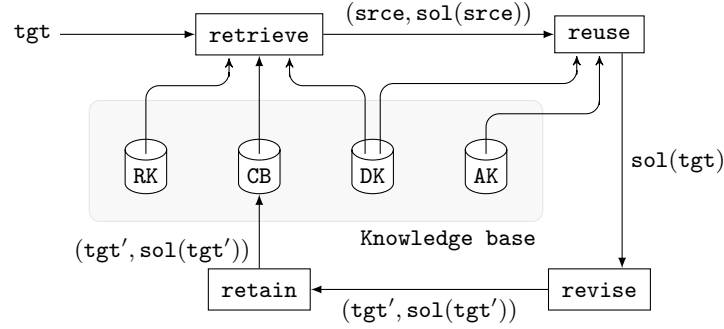 tgt
retrieve
(srce, sol(srce))
reuse
RK
CB
DK
AK
sol(tgt)
Knowledge base
(tgt′, sol(tgt′))
retain
(tgt′, sol(tgt′))
revise